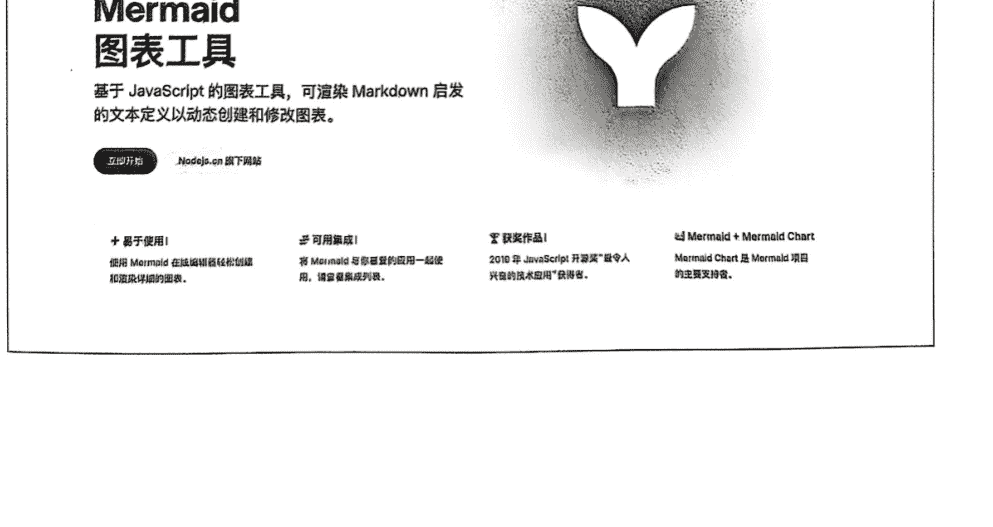 Mermaid
图表工具
基于 JavaScript 的图表工具，可渲染 Markdown 启发
的文本定义以动态创建和修改图表。
立即开始
Nodejs.cn 旗下网站
易于使用！
可用集成！
获奖作品！
Mermaid + Mermaid Chart
使用 Mermaid 在线编辑器轻松创建
和渲染详细的图表。
将 Mermaid 与你喜爱的应用一起使
用，请查看集成列表。
2019 年 JavaScript 开源奖"最令人
兴奋的技术应用"获得者。
Mermaid Chart 是 Mermaid 项目
的主要支持者。